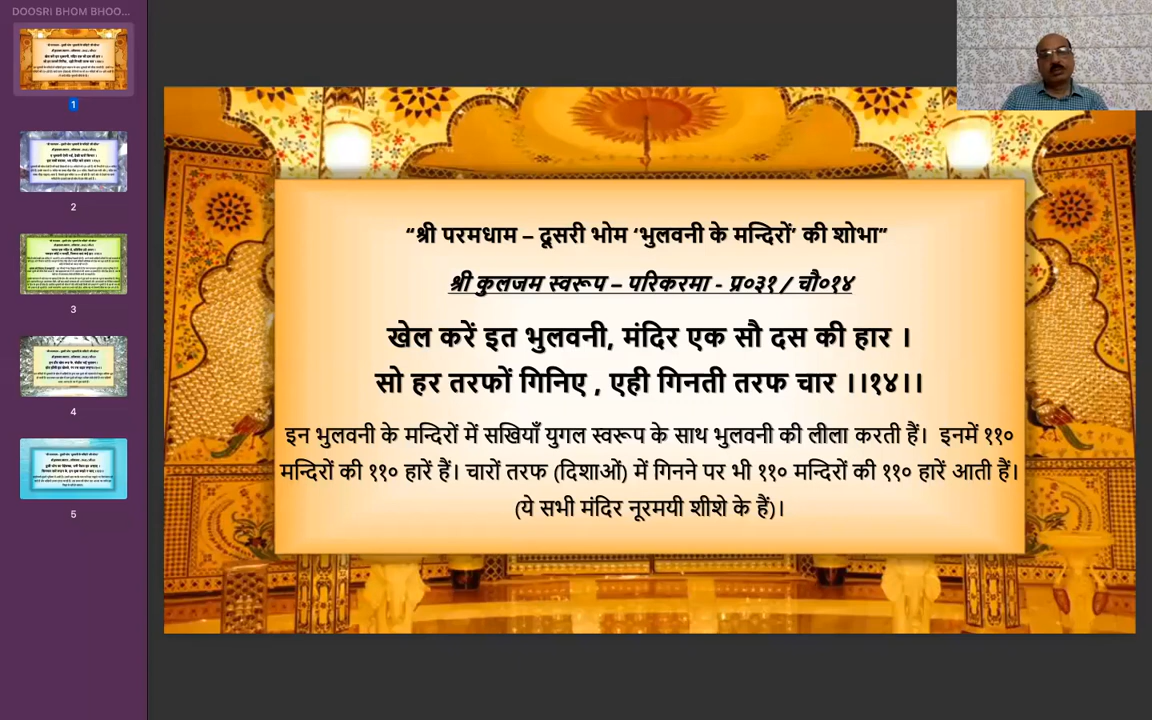 DOOSRI BHOM BHOO...
1
2
3
4
5
“श्री परमधाम – दूसरी भोम ‘भुलवनी के मन्दिरों’ की शोभा”
श्री कुलजम स्वरूप – परिकरमा - प्र०३१ / चौ०१४
खेल करें इत भुलवनी, मंदिर एक सौ दस की हार ।
सो हर तरफों गिनिए , एही गिनती तरफ चार ।।१४।।
इन भुलवनी के मन्दिरों में सखियाँ युगल स्वरूप के साथ भुलवनी की लीला करती हैं। इनमें ११०
मन्दिरों की ११० हारें हैं। चारों तरफ (दिशाओं) में गिनने पर भी ११० मन्दिरों की ११० हारें आती हैं।
(ये सभी मंदिर नूरमयी शीशे के हैं)।